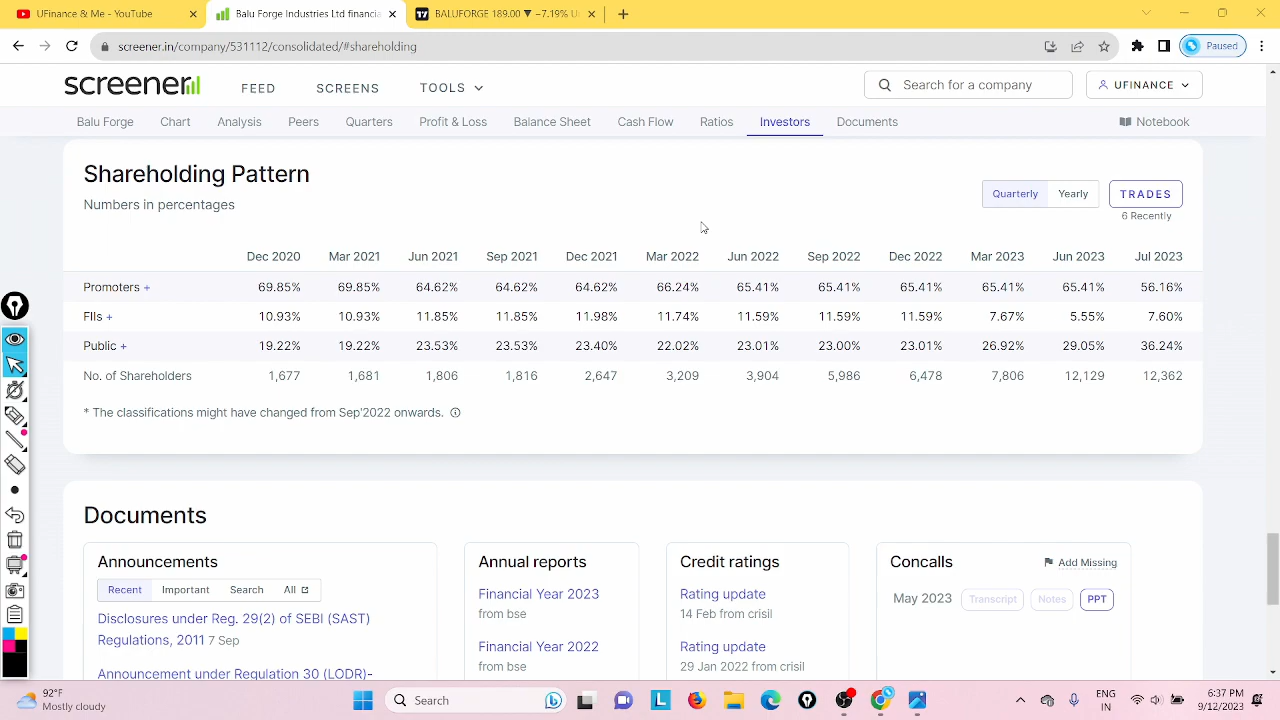 UFinance & Me - YouTube
Balu Forge Industries Ltd financia
BALUFORGE 189.00 ▼ −7.19% U
screener.in/company/531112/consolidated/#shareholding
Paused
screener
FEED
SCREENS
TOOLS
Search for a company
UFINANCE
Balu Forge Chart Analysis Peers Quarters Profit & Loss Balance Sheet Cash Flow Ratios Investors Documents Notebook
Shareholding Pattern
Numbers in percentages
Quarterly Yearly TRADES
6 Recently
Dec 2020 Mar 2021 Jun 2021 Sep 2021 Dec 2021 Mar 2022 Jun 2022 Sep 2022 Dec 2022 Mar 2023 Jun 2023 Jul 2023
Promoters + 69.85% 69.85% 64.62% 64.62% 64.62% 66.24% 65.41% 65.41% 65.41% 65.41% 65.41% 56.16%
FIIs + 10.93% 10.93% 11.85% 11.85% 11.98% 11.74% 11.59% 11.59% 11.59% 7.67% 5.55% 7.60%
Public + 19.22% 19.22% 23.53% 23.53% 23.40% 22.02% 23.01% 23.00% 23.01% 26.92% 29.05% 36.24%
No. of Shareholders 1,677 1,681 1,806 1,816 2,647 3,209 3,904 5,986 6,478 7,806 12,129 12,362
* The classifications might have changed from Sep'2022 onwards.
Documents
Announcements
Recent Important Search All
Disclosures under Reg. 29(2) of SEBI (SAST)
Regulations, 2011 7 Sep
Announcement under Regulation 30 (LODR)-
Annual reports
Financial Year 2023
from bse
Financial Year 2022
from bse
Credit ratings
Rating update
14 Feb from crisil
Rating update
29 Jan 2022 from crisil
Concalls
Add Missing
May 2023 Transcript Notes PPT
92°F
Mostly cloudy
Search
ENG
IN
6:37 PM
9/12/2023